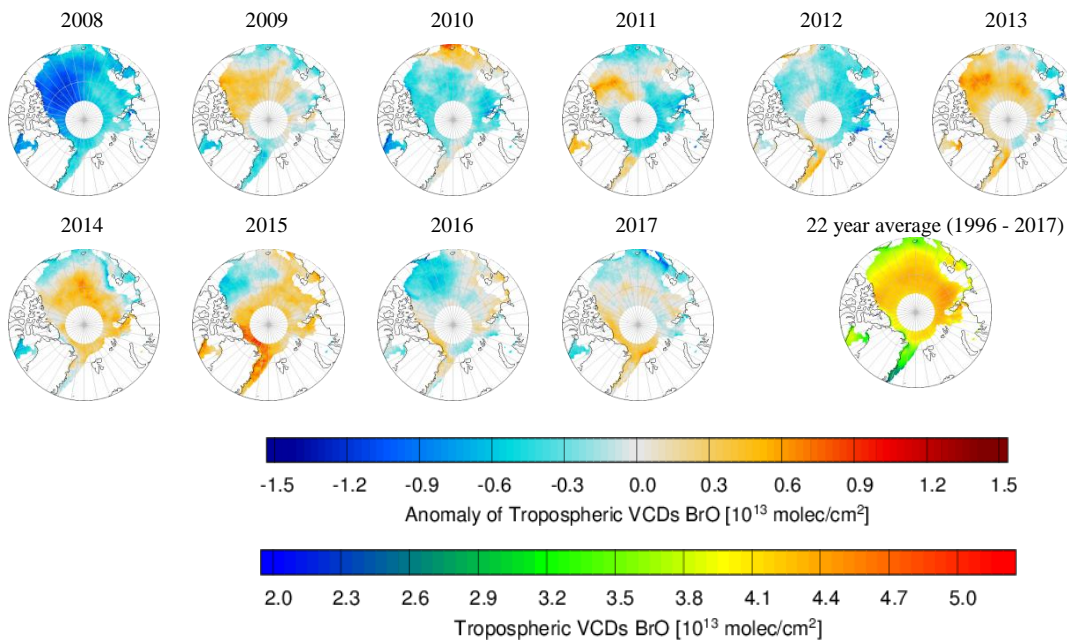 2008 2009 2010 2011 2012 2013
2014 2015 2016 2017 22 year average (1996 - 2017)
-1.5 -1.2 -0.9 -0.6 -0.3 0.0 0.3 0.6 0.9 1.2 1.5
Anomaly of Tropospheric VCDs BrO [10¹³ molec/cm²]
2.0 2.3 2.6 2.9 3.2 3.5 3.8 4.1 4.4 4.7 5.0
Tropospheric VCDs BrO [10¹³ molec/cm²]